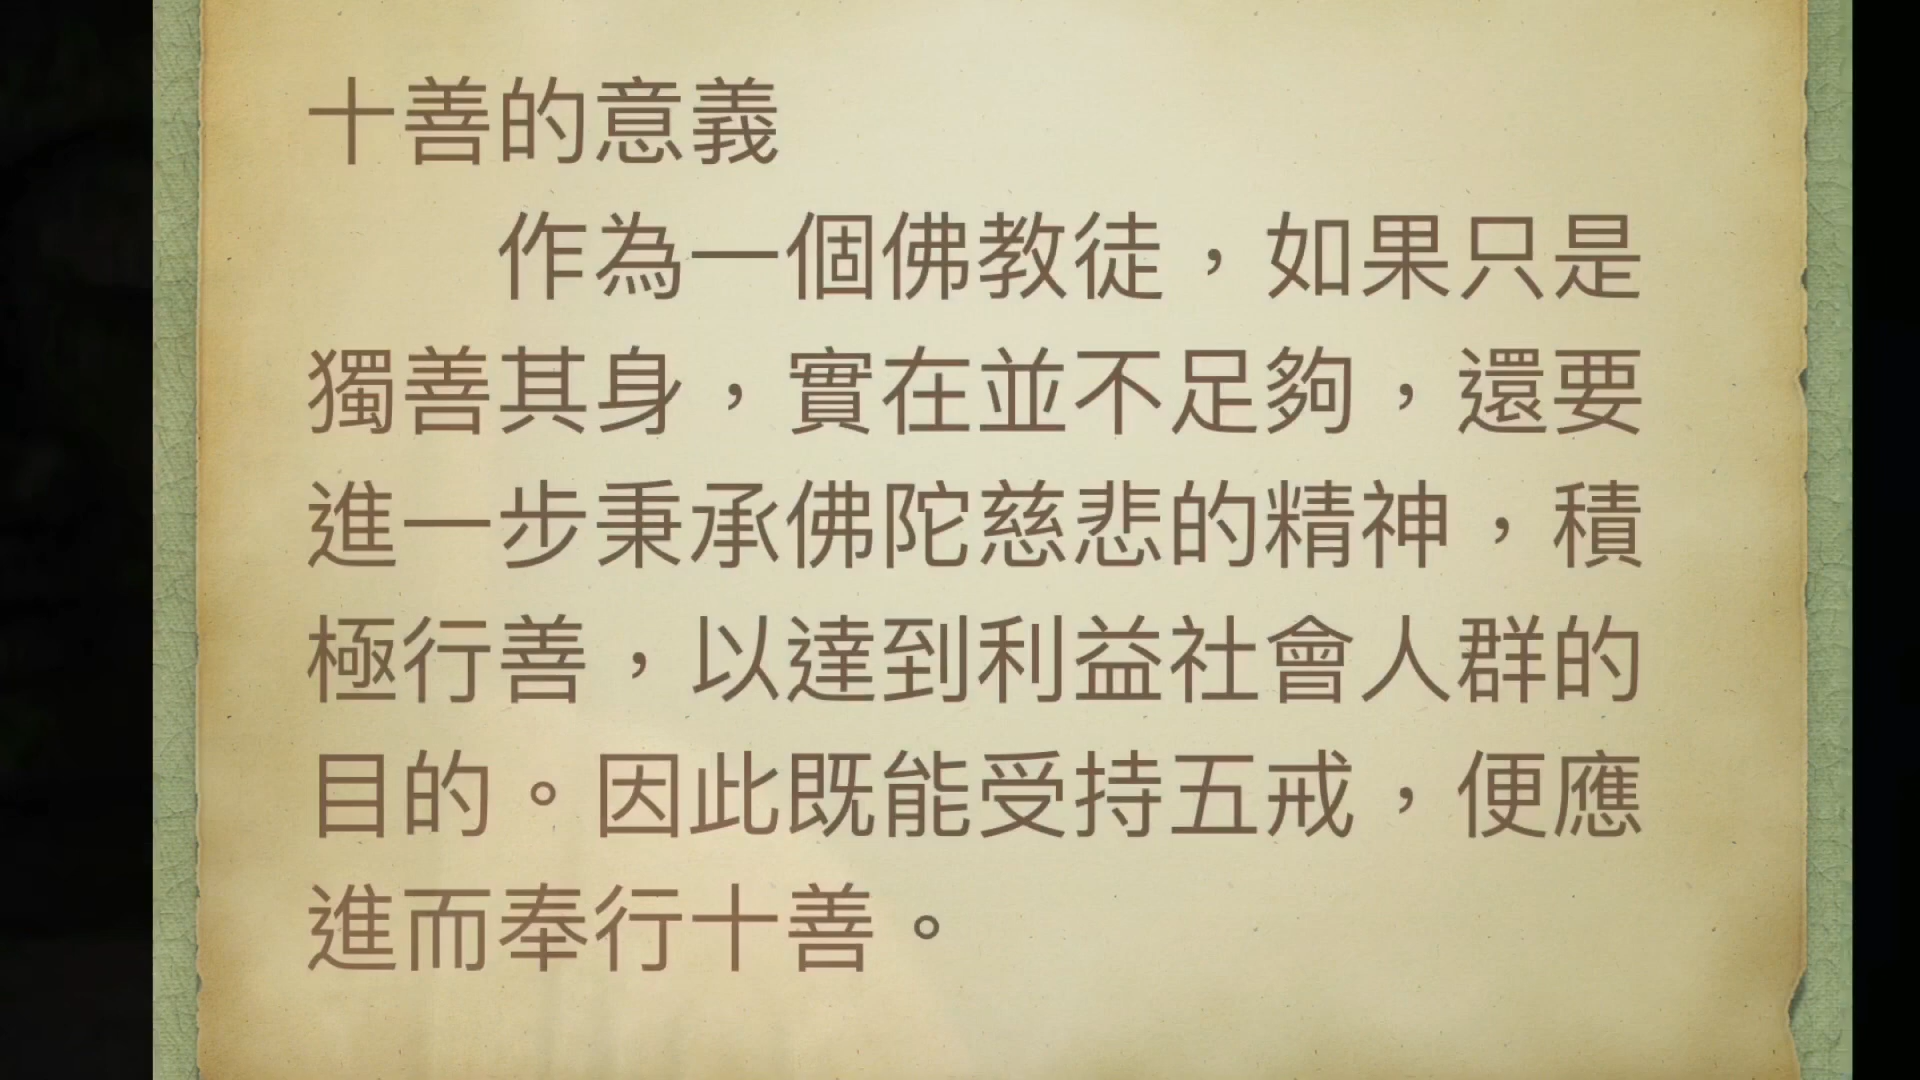 十善的意義
作為一個佛教徒，如果只是
獨善其身，實在並不足夠，還要
進一步秉承佛陀慈悲的精神，積
極行善，以達到利益社會人群的
目的。因此既能受持五戒，便應
進而奉行十善。